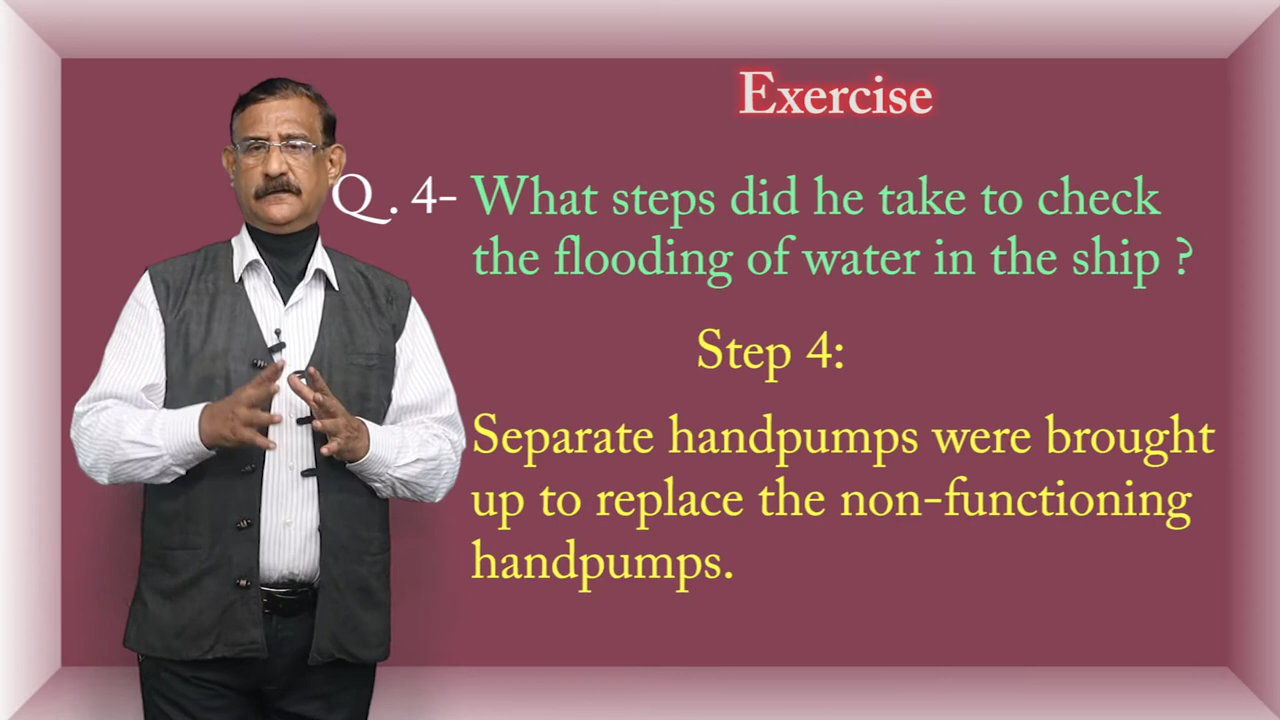 Exercise
Q. 4- What steps did he take to check
the flooding of water in the ship ?
Step 4:
Separate handpumps were brought
up to replace the non-functioning
handpumps.